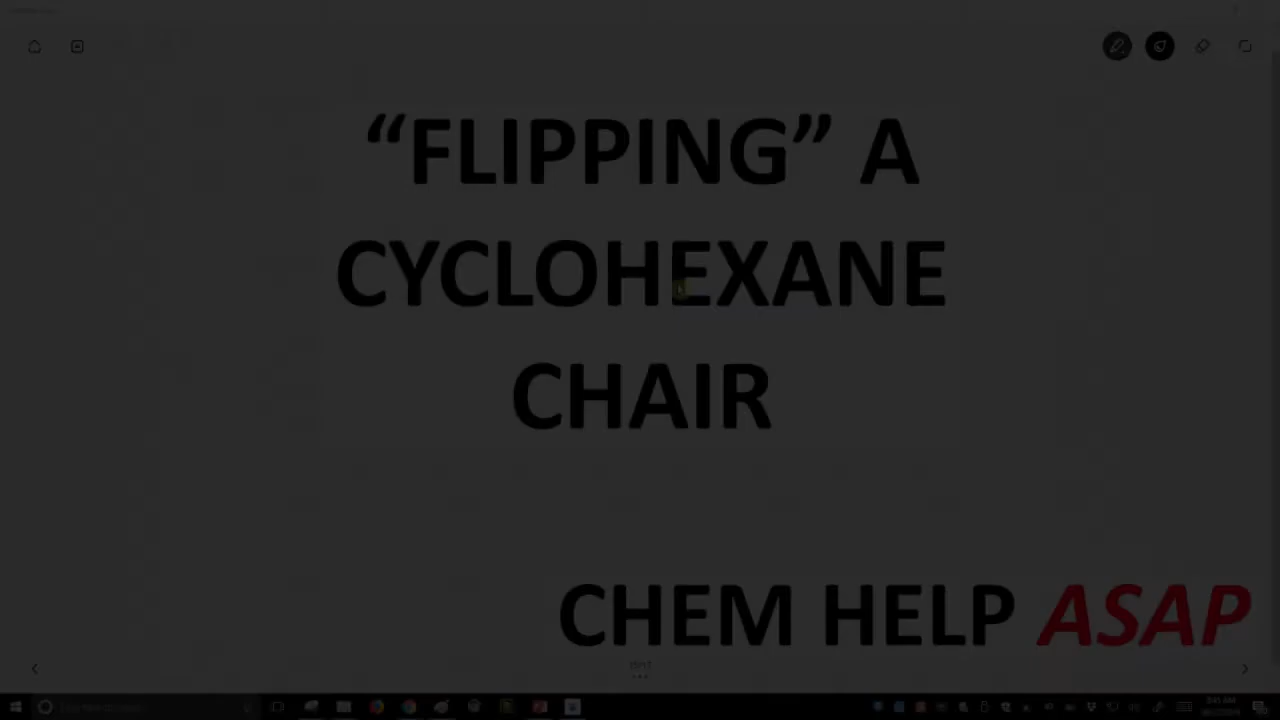 “FLIPPING” A
CYCLOHEXANE
CHAIR
CHEM HELP ASAP